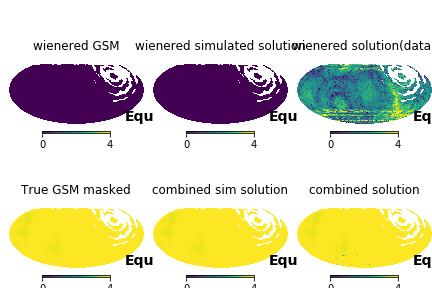 wienered GSM
wienered simulated solution
wienered solution(data
Equ
Equ
Eq
0 4
0 4
0 4
True GSM masked
combined sim solution
combined solution
Equ
Equ
Eq
0 4
0 4
0 4